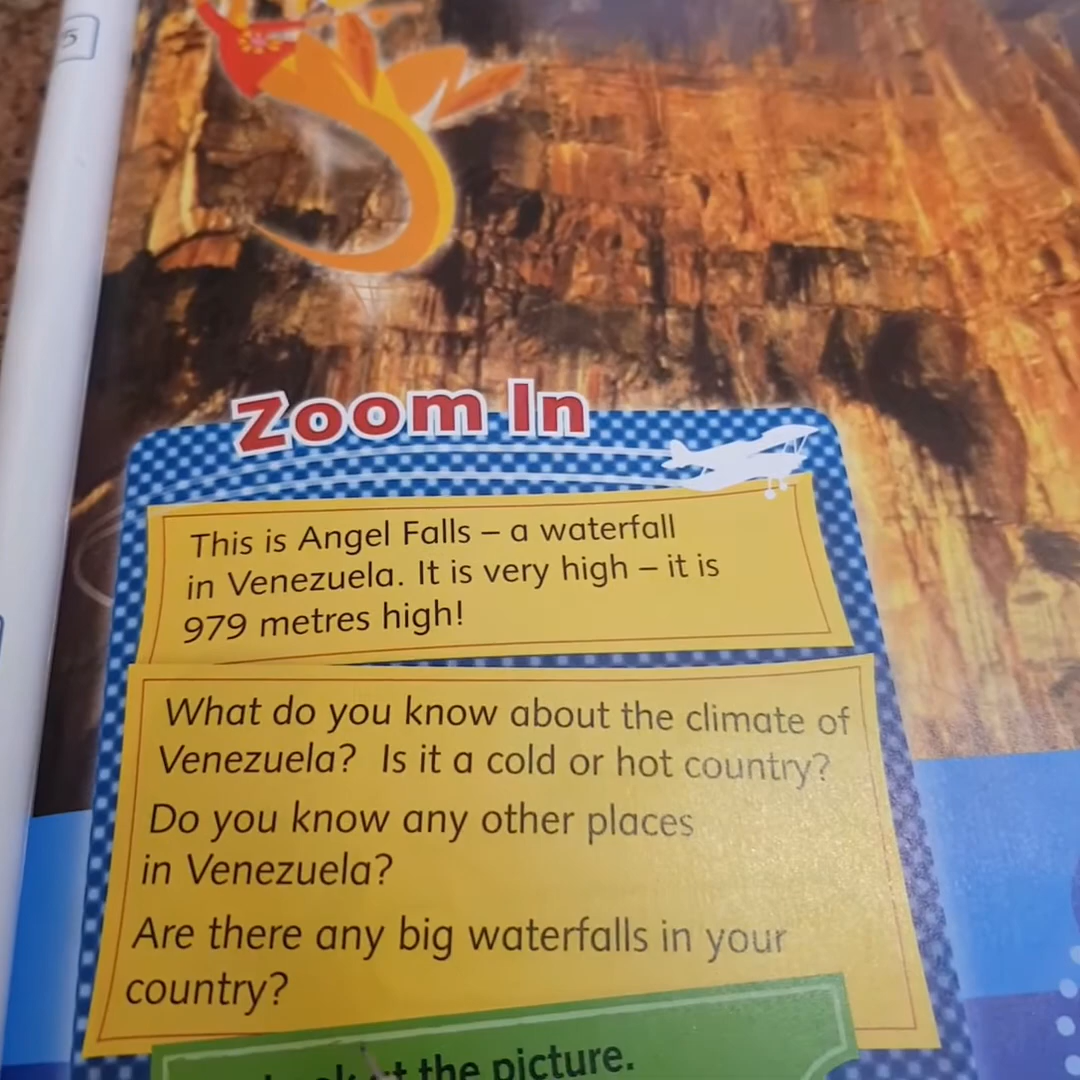 5
Zoom In
This is Angel Falls – a waterfall
in Venezuela. It is very high – it is
979 metres high!
What do you know about the climate of
Venezuela? Is it a cold or hot country?
Do you know any other places
in Venezuela?
Are there any big waterfalls in your
country?
the picture.